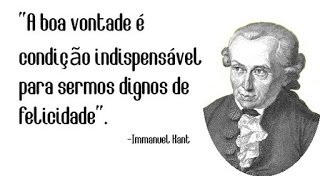 "A boa vontade é
condição indispensável
para sermos dignos de
felicidade".
-Immanuel Kant